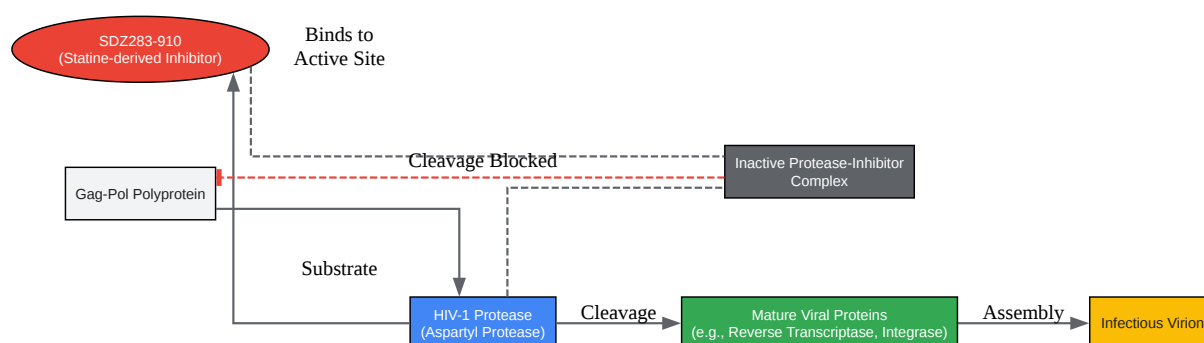 SDZ283-910
(Statine-derived Inhibitor)
Binds to
Active Site
Cleavage Blocked
Inactive Protease-Inhibitor
Complex
Gag-Pol Polyprotein
Substrate
HIV-1 Protease
(Aspartyl Protease)
Cleavage
Mature Viral Proteins
(e.g., Reverse Transcriptase, Integrase)
Assembly
Infectious Virion